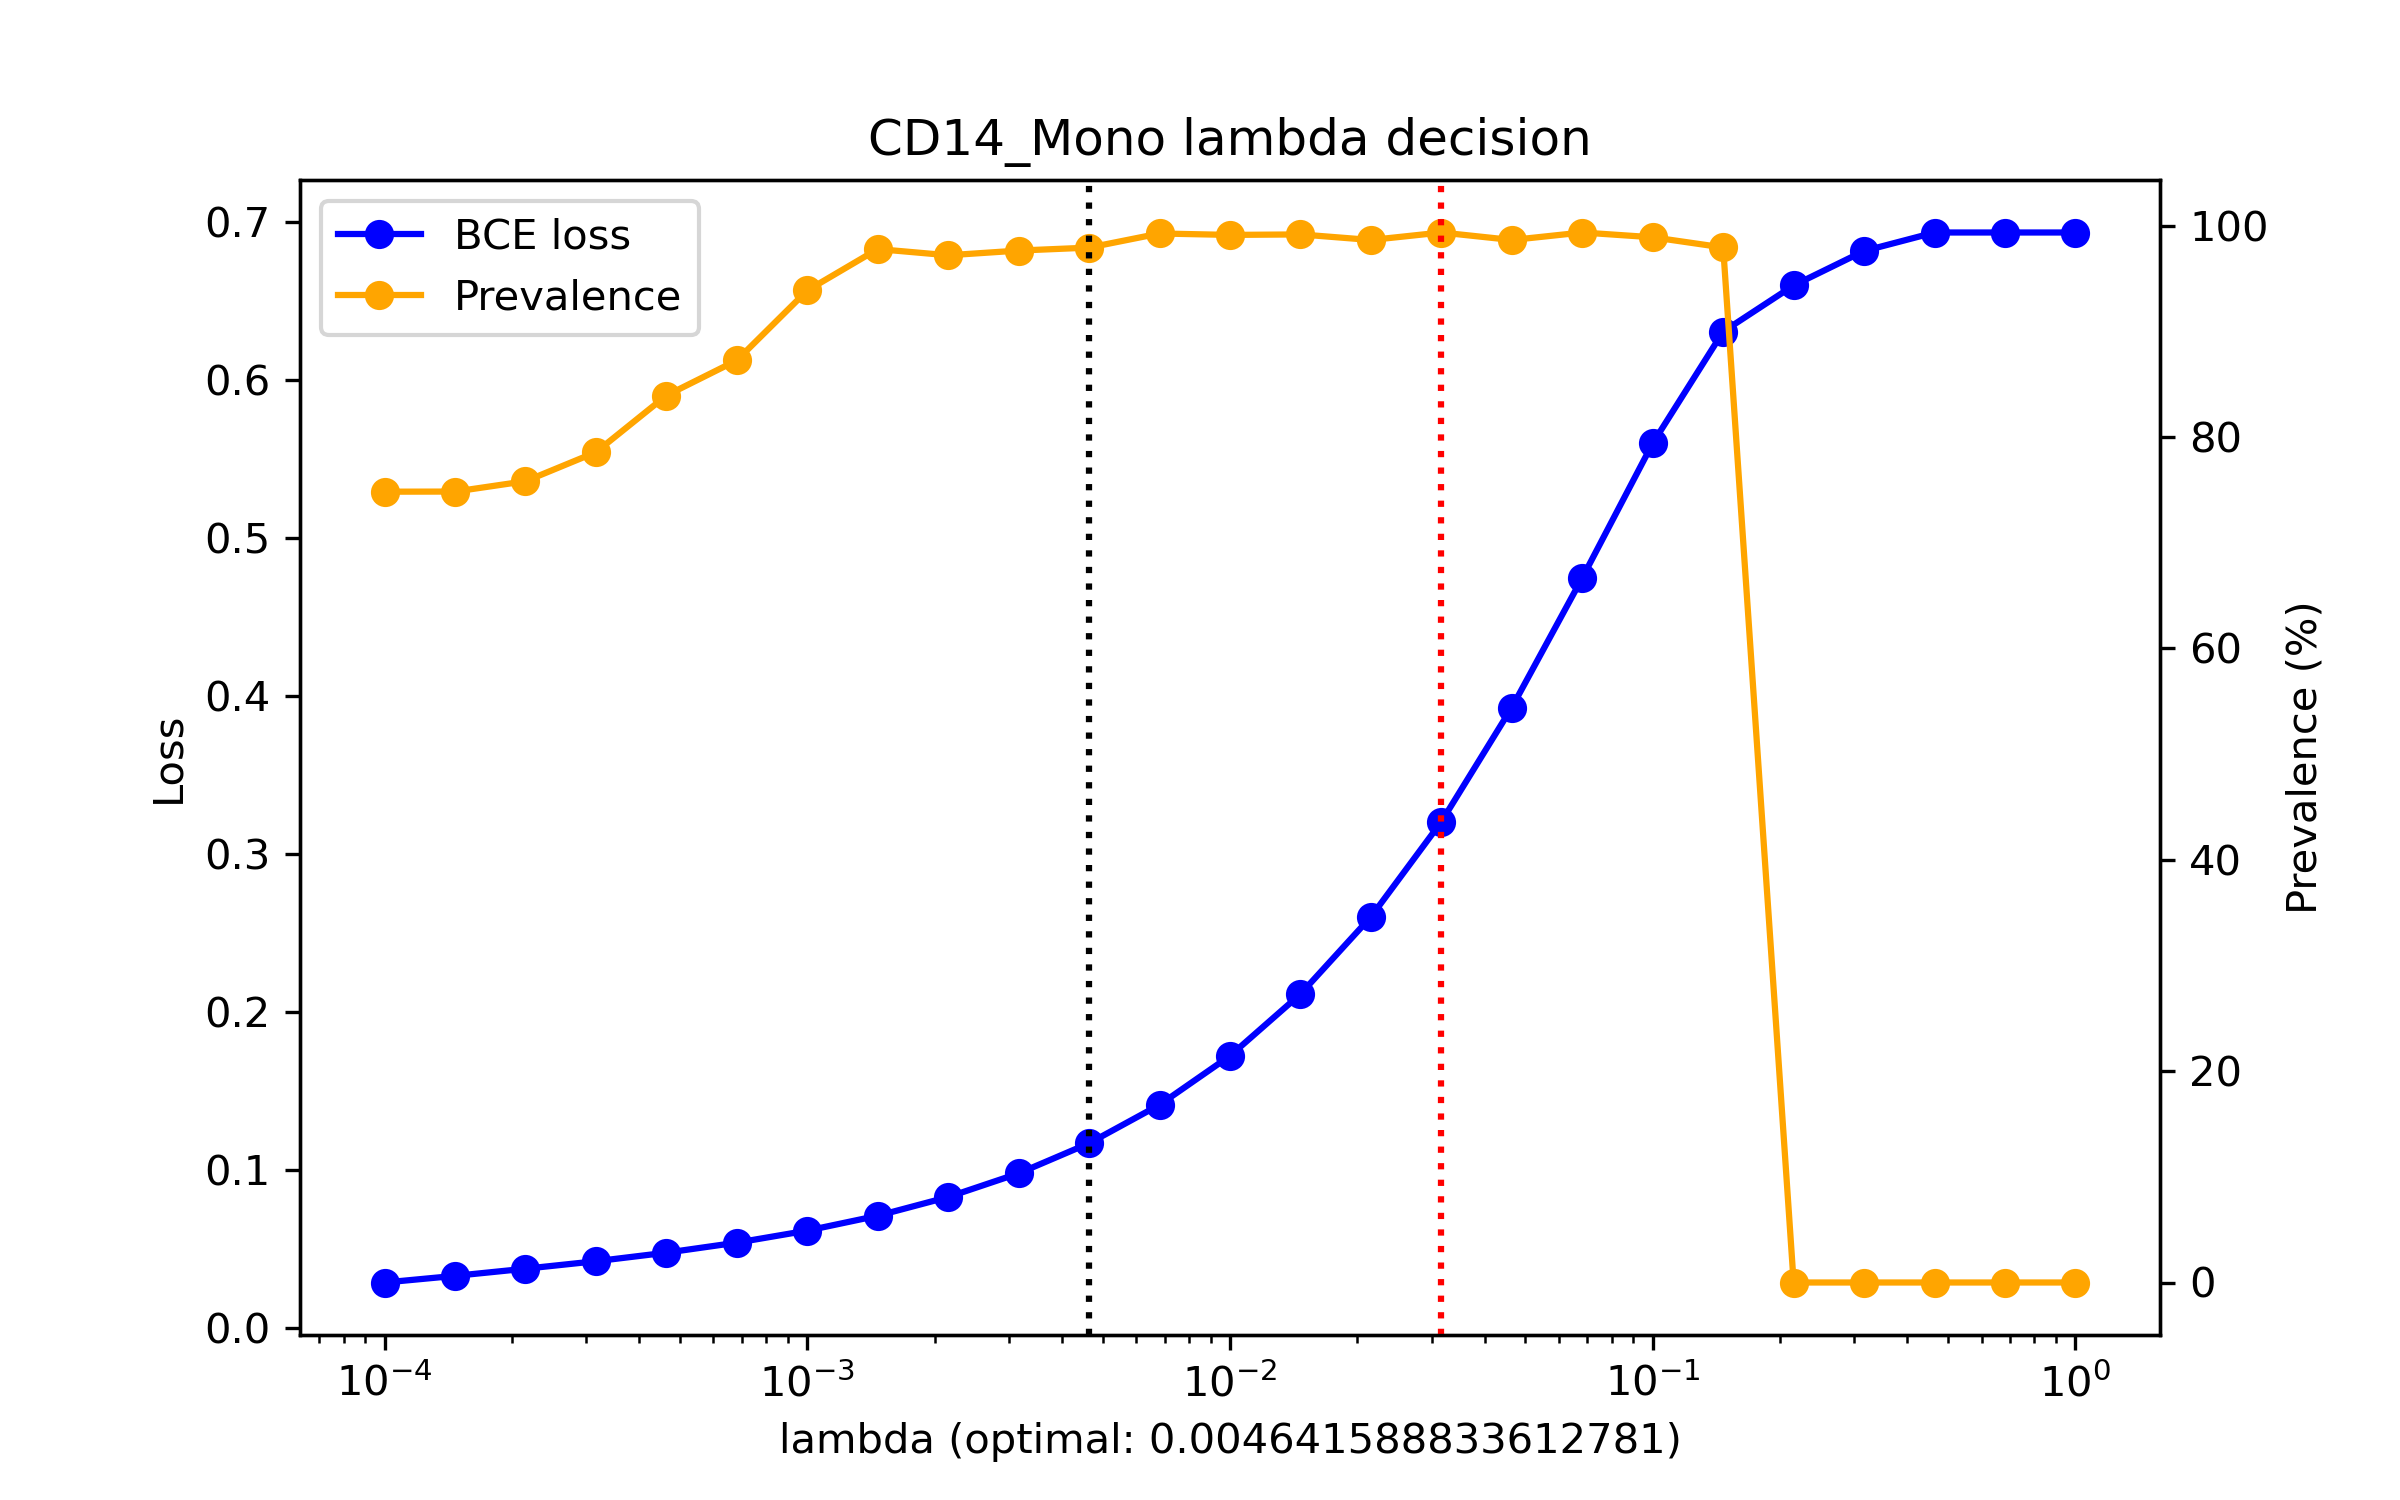 CD14_Mono lambda decision
BCE loss
Prevalence
0.7
0.6
0.5
0.4
0.3
0.2
0.1
0.0
Loss
100
80
60
40
20
0
Prevalence (%)
10⁻⁴ 10⁻³ 10⁻² 10⁻¹ 10⁰
lambda (optimal: 0.004641588833612781)